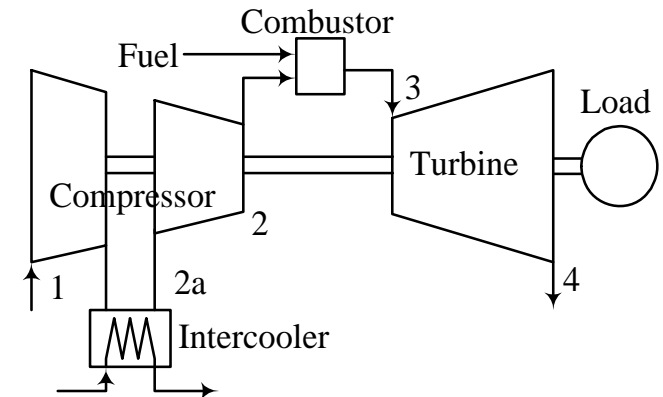 Combustor
Fuel
3
Load
Turbine
Compressor
2
1
2a
4
Intercooler